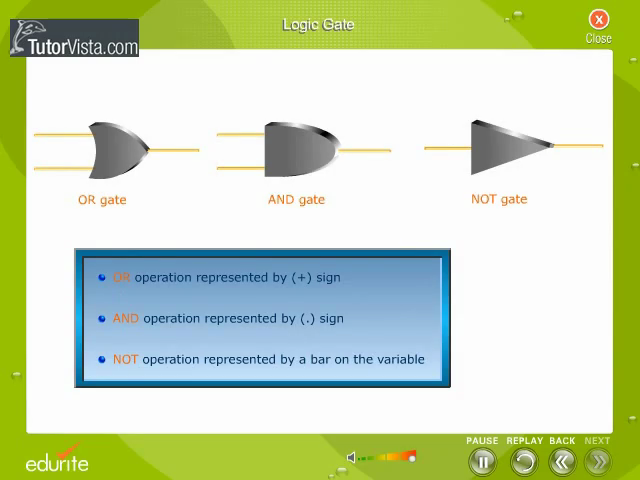 Logic Gate
TutorVista.com
X
Close
OR gate
AND gate
NOT gate
OR operation represented by (+) sign
AND operation represented by (.) sign
NOT operation represented by a bar on the variable
PAUSE REPLAY BACK NEXT
edurite